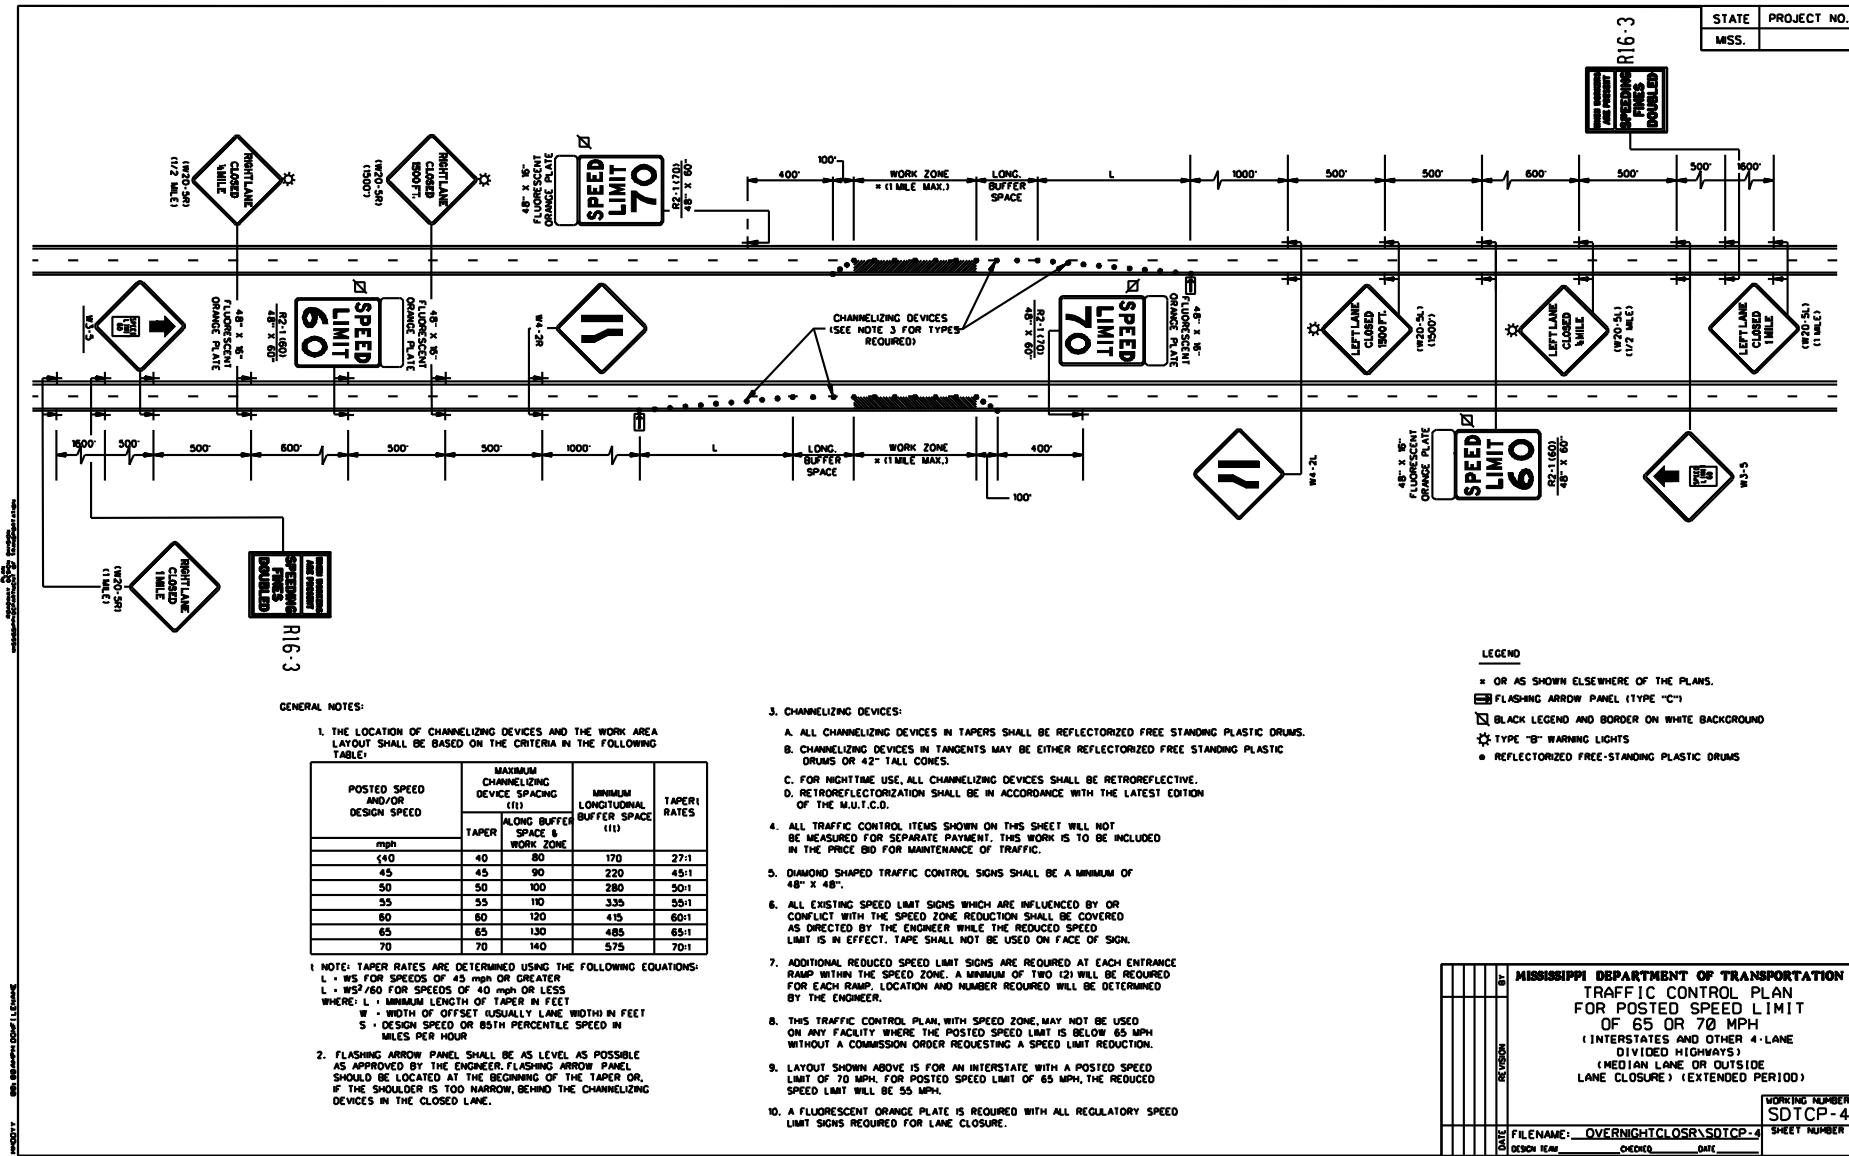 STATE PROJECT NO.
MISS.
R16-3
WHEN WORKERS
ARE PRESENT
SPEEDING
FINES
DOUBLED
RIGHT LANE
CLOSED
½ MILE
(W20-5R)
(1/2 MILE)
RIGHT LANE
CLOSED
1500 FT.
(W20-5R)
(1500')
48" X 16"
FLUORESCENT
ORANGE PLATE
SPEED
LIMIT
70
R2-1(70)
48" X 60"
400'
100'
WORK ZONE
* (1 MILE MAX.)
LONG.
BUFFER
SPACE
L
1000'
500'
500'
600'
500'
500'
1600'
W3-5
SPEED
LIMIT
60
48" X 16"
FLUORESCENT
ORANGE PLATE
R2-1(60)
48" X 60"
SPEED
LIMIT
60
48" X 16"
FLUORESCENT
ORANGE PLATE
W4-2R
CHANNELIZING DEVICES
(SEE NOTE 3 FOR TYPES
REQUIRED)
R2-1(70)
48" X 60"
SPEED
LIMIT
70
48" X 16"
FLUORESCENT
ORANGE PLATE
LEFT LANE
CLOSED
1500 FT.
(W20-5L)
(1500')
LEFT LANE
CLOSED
½ MILE
(W20-5L)
(1/2 MILE)
LEFT LANE
CLOSED
1 MILE
(W20-5L)
(1 MILE)
1600'
500'
500'
600'
500'
500'
1000'
L
LONG.
BUFFER
SPACE
WORK ZONE
* (1 MILE MAX.)
400'
100'
W4-2L
48" X 16"
FLUORESCENT
ORANGE PLATE
SPEED
LIMIT
60
R2-1(60)
48" X 60"
SPEED
LIMIT
60
W3-5
(W20-5R)
(1 MILE)
RIGHT LANE
CLOSED
1 MILE
WHEN WORKERS
ARE PRESENT
SPEEDING
FINES
DOUBLED
R16-3
LEGEND
* OR AS SHOWN ELSEWHERE OF THE PLANS.
FLASHING ARROW PANEL (TYPE "C")
BLACK LEGEND AND BORDER ON WHITE BACKGROUND
TYPE "B" WARNING LIGHTS
REFLECTORIZED FREE-STANDING PLASTIC DRUMS
GENERAL NOTES:
1. THE LOCATION OF CHANNELIZING DEVICES AND THE WORK AREA
LAYOUT SHALL BE BASED ON THE CRITERIA IN THE FOLLOWING
TABLE:
POSTED SPEED
AND/OR
DESIGN SPEED
MAXIMUM
CHANNELIZING
DEVICE SPACING
(ft)
MINIMUM
LONGITUDINAL
BUFFER SPACE
(ft)
TAPER‡
RATES
TAPER
ALONG BUFFER
SPACE &
WORK ZONE
mph
≤40 40 80 170 27:1
45 45 90 220 45:1
50 50 100 280 50:1
55 55 110 335 55:1
60 60 120 415 60:1
65 65 130 485 65:1
70 70 140 575 70:1
‡ NOTE: TAPER RATES ARE DETERMINED USING THE FOLLOWING EQUATIONS:
L = WS FOR SPEEDS OF 45 mph OR GREATER
L = WS²/60 FOR SPEEDS OF 40 mph OR LESS
WHERE: L = MINIMUM LENGTH OF TAPER IN FEET
W = WIDTH OF OFFSET (USUALLY LANE WIDTH) IN FEET
S = DESIGN SPEED OR 85TH PERCENTILE SPEED IN
MILES PER HOUR
2. FLASHING ARROW PANEL SHALL BE AS LEVEL AS POSSIBLE
AS APPROVED BY THE ENGINEER. FLASHING ARROW PANEL
SHOULD BE LOCATED AT THE BEGINNING OF THE TAPER OR,
IF THE SHOULDER IS TOO NARROW, BEHIND THE CHANNELIZING
DEVICES IN THE CLOSED LANE.
3. CHANNELIZING DEVICES:
A. ALL CHANNELIZING DEVICES IN TAPERS SHALL BE REFLECTORIZED FREE STANDING PLASTIC DRUMS.
B. CHANNELIZING DEVICES IN TANGENTS MAY BE EITHER REFLECTORIZED FREE STANDING PLASTIC
DRUMS OR 42" TALL CONES.
C. FOR NIGHTTIME USE, ALL CHANNELIZING DEVICES SHALL BE RETROREFLECTIVE.
D. RETROREFLECTORIZATION SHALL BE IN ACCORDANCE WITH THE LATEST EDITION
OF THE M.U.T.C.D.
4. ALL TRAFFIC CONTROL ITEMS SHOWN ON THIS SHEET WILL NOT
BE MEASURED FOR SEPARATE PAYMENT. THIS WORK IS TO BE INCLUDED
IN THE PRICE BID FOR MAINTENANCE OF TRAFFIC.
5. DIAMOND SHAPED TRAFFIC CONTROL SIGNS SHALL BE A MINIMUM OF
48" X 48".
6. ALL EXISTING SPEED LIMIT SIGNS WHICH ARE INFLUENCED BY OR
CONFLICT WITH THE SPEED ZONE REDUCTION SHALL BE COVERED
AS DIRECTED BY THE ENGINEER WHILE THE REDUCED SPEED
LIMIT IS IN EFFECT. TAPE SHALL NOT BE USED ON FACE OF SIGN.
7. ADDITIONAL REDUCED SPEED LIMIT SIGNS ARE REQUIRED AT EACH ENTRANCE
RAMP WITHIN THE SPEED ZONE. A MINIMUM OF TWO (2) WILL BE REQUIRED
FOR EACH RAMP. LOCATION AND NUMBER REQUIRED WILL BE DETERMINED
BY THE ENGINEER.
8. THIS TRAFFIC CONTROL PLAN, WITH SPEED ZONE, MAY NOT BE USED
ON ANY FACILITY WHERE THE POSTED SPEED LIMIT IS BELOW 65 MPH
WITHOUT A COMMISSION ORDER REQUESTING A SPEED LIMIT REDUCTION.
9. LAYOUT SHOWN ABOVE IS FOR AN INTERSTATE WITH A POSTED SPEED
LIMIT OF 70 MPH. FOR POSTED SPEED LIMIT OF 65 MPH, THE REDUCED
SPEED LIMIT WILL BE 55 MPH.
10. A FLUORESCENT ORANGE PLATE IS REQUIRED WITH ALL REGULATORY SPEED
LIMIT SIGNS REQUIRED FOR LANE CLOSURE.
BY
REVISION
DATE
MISSISSIPPI DEPARTMENT OF TRANSPORTATION
TRAFFIC CONTROL PLAN
FOR POSTED SPEED LIMIT
OF 65 OR 70 MPH
(INTERSTATES AND OTHER 4-LANE
DIVIDED HIGHWAYS)
(MEDIAN LANE OR OUTSIDE
LANE CLOSURE) (EXTENDED PERIOD)
WORKING NUMBER
SDTCP-4
FILENAME: OVERNIGHTCLOSR\SDTCP-4
SHEET NUMBER
DESIGN TEAM CHECKED DATE